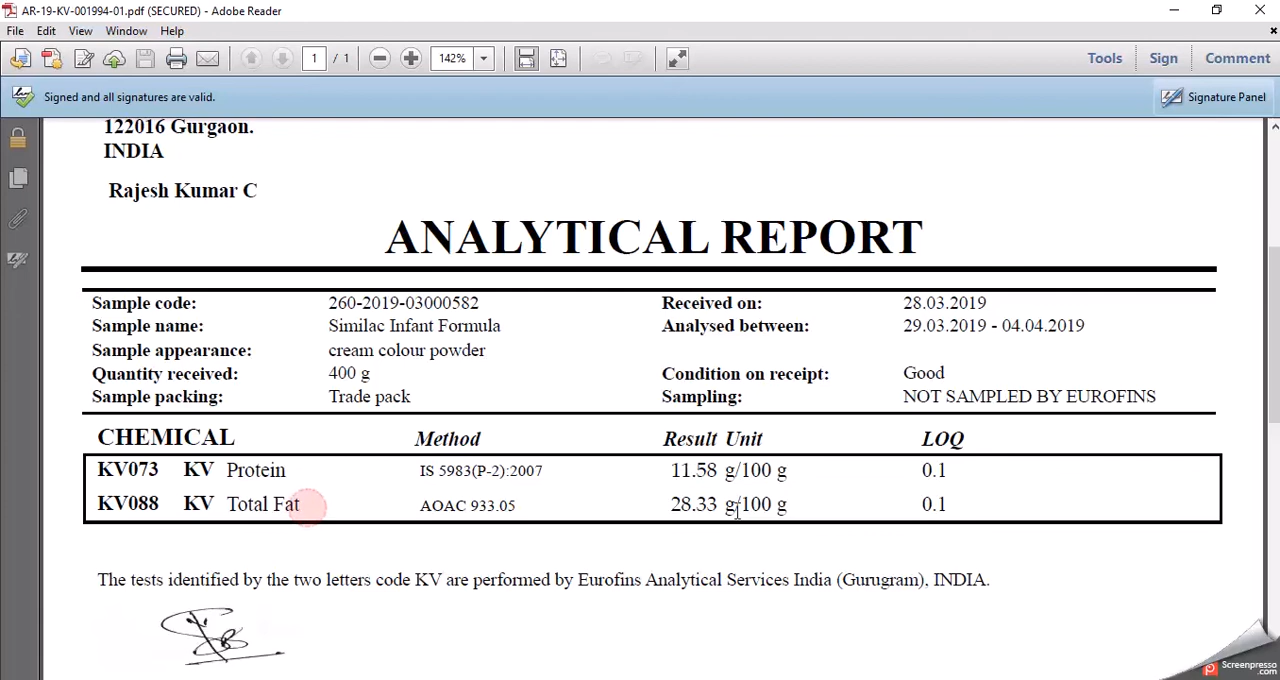 AR-19-KV-001994-01.pdf (SECURED) - Adobe Reader
File Edit View Window Help
1 / 1 142% Tools Sign Comment
Signed and all signatures are valid. Signature Panel
122016 Gurgaon.
INDIA
Rajesh Kumar C
ANALYTICAL REPORT
Sample code: 260-2019-03000582 Received on: 28.03.2019
Sample name: Similac Infant Formula Analysed between: 29.03.2019 - 04.04.2019
Sample appearance: cream colour powder
Quantity received: 400 g Condition on receipt: Good
Sample packing: Trade pack Sampling: NOT SAMPLED BY EUROFINS
CHEMICAL Method Result Unit LOQ
KV073 KV Protein IS 5983(P-2):2007 11.58 g/100 g 0.1
KV088 KV Total Fat AOAC 933.05 28.33 g/100 g 0.1
The tests identified by the two letters code KV are performed by Eurofins Analytical Services India (Gurugram), INDIA.
Screenpresso
.com